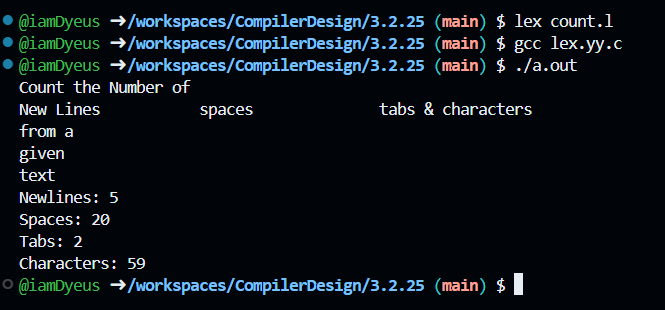 @iamDyeus ➜/workspaces/CompilerDesign/3.2.25 (main) $ lex count.l
@iamDyeus ➜/workspaces/CompilerDesign/3.2.25 (main) $ gcc lex.yy.c
@iamDyeus ➜/workspaces/CompilerDesign/3.2.25 (main) $ ./a.out
Count the Number of
New Lines           spaces              tabs & characters
from a
given
text
Newlines: 5
Spaces: 20
Tabs: 2
Characters: 59
@iamDyeus ➜/workspaces/CompilerDesign/3.2.25 (main) $